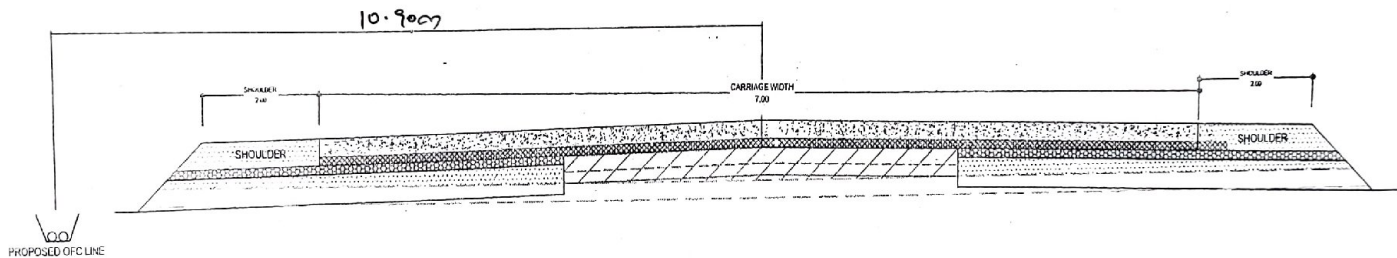 10.90m
SHOULDER
2.00
CARRIAGE WIDTH
7.00
SHOULDER
2.00
SHOULDER
SHOULDER
PROPOSED OFC LINE